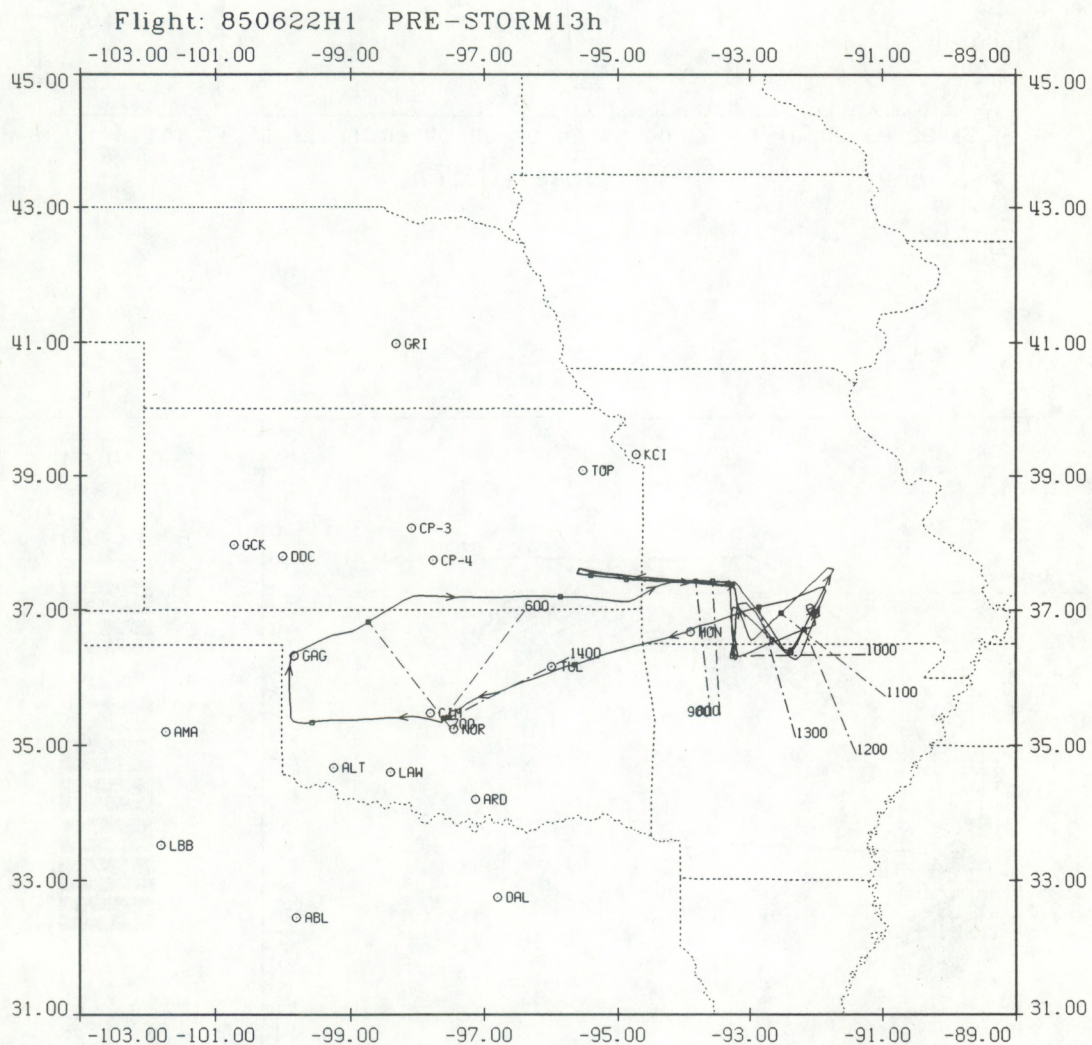 Flight: 850622H1 PRE-STORM13h
-103.00 -101.00 -99.00 -97.00 -95.00 -93.00 -91.00 -89.00
45.00 45.00
43.00 43.00
41.00 GRI 41.00
39.00 TOP KCI 39.00
CP-3
GCK DDC CP-4
37.00 600 37.00
MON
GAG TUL 1400 1000
1100
CIM 900
NOR 1300
35.00 AMA 1200 35.00
ALT LAW
ARD
LBB
33.00 DAL 33.00
ABL
31.00 31.00
-103.00 -101.00 -99.00 -97.00 -95.00 -93.00 -91.00 -89.00